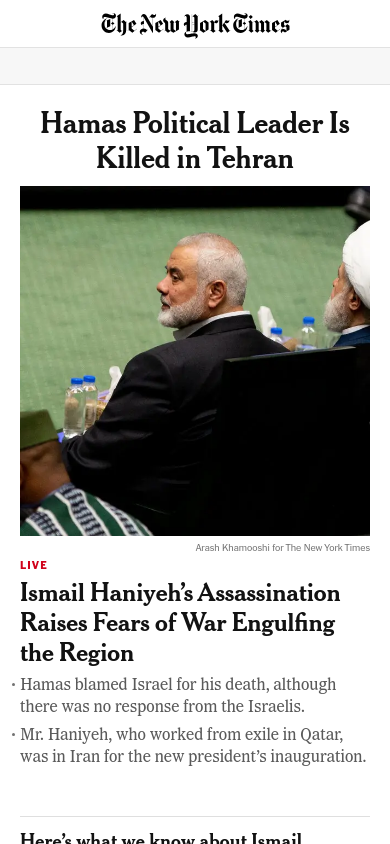 The New York Times
Hamas Political Leader Is
Killed in Tehran
Arash Khamooshi for The New York Times
LIVE
Ismail Haniyeh’s Assassination
Raises Fears of War Engulfing
the Region
· Hamas blamed Israel for his death, although
there was no response from the Israelis.
· Mr. Haniyeh, who worked from exile in Qatar,
was in Iran for the new president’s inauguration.
Here’s what we know about Ismail